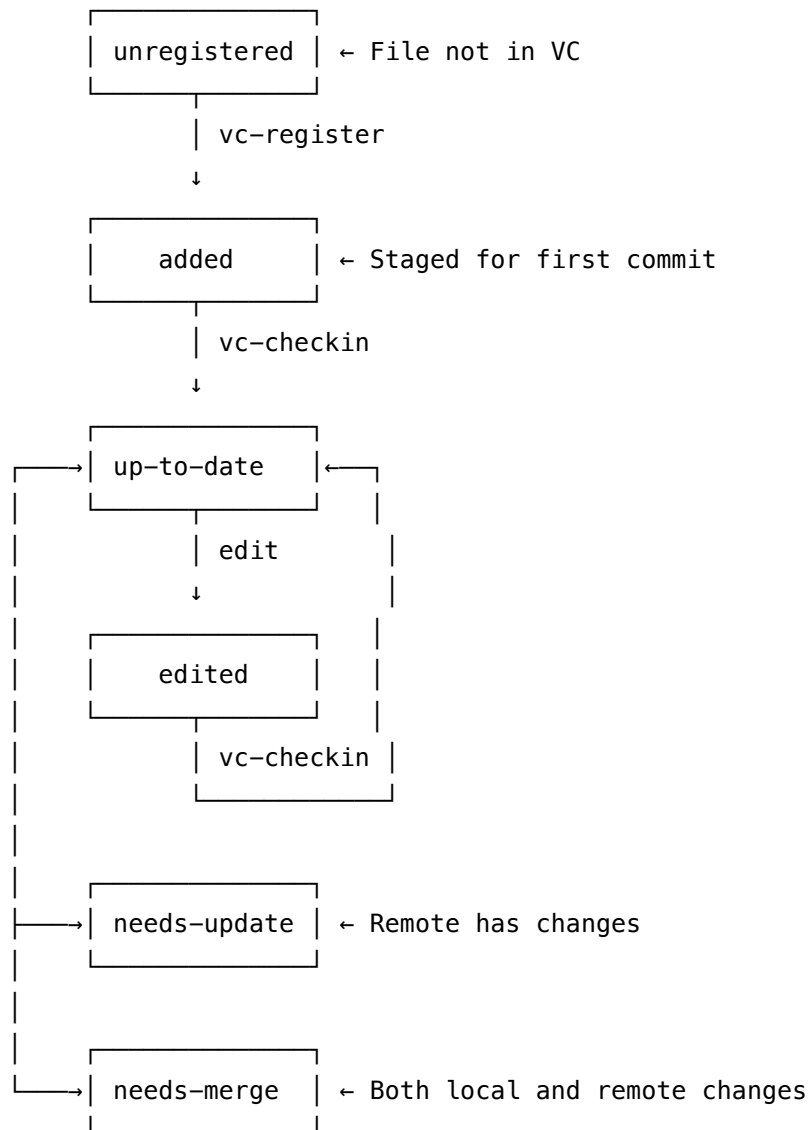 unregistered ← File not in VC
vc-register
↓
added ← Staged for first commit
vc-checkin
↓
up-to-date
edit
↓
edited
vc-checkin
needs-update ← Remote has changes
needs-merge ← Both local and remote changes